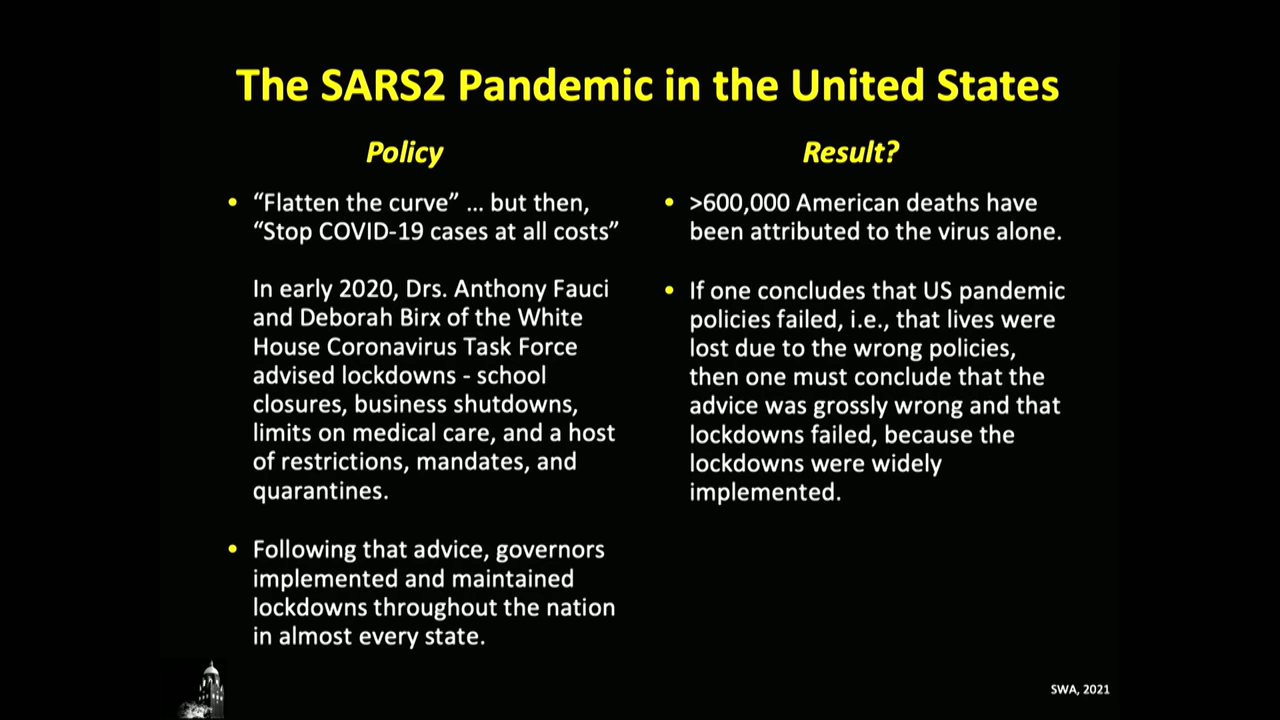 The SARS2 Pandemic in the United States
Policy
• “Flatten the curve” ... but then,
“Stop COVID-19 cases at all costs”
In early 2020, Drs. Anthony Fauci
and Deborah Birx of the White
House Coronavirus Task Force
advised lockdowns - school
closures, business shutdowns,
limits on medical care, and a host
of restrictions, mandates, and
quarantines.
• Following that advice, governors
implemented and maintained
lockdowns throughout the nation
in almost every state.
Result?
• >600,000 American deaths have
been attributed to the virus alone.
• If one concludes that US pandemic
policies failed, i.e., that lives were
lost due to the wrong policies,
then one must conclude that the
advice was grossly wrong and that
lockdowns failed, because the
lockdowns were widely
implemented.
SWA, 2021